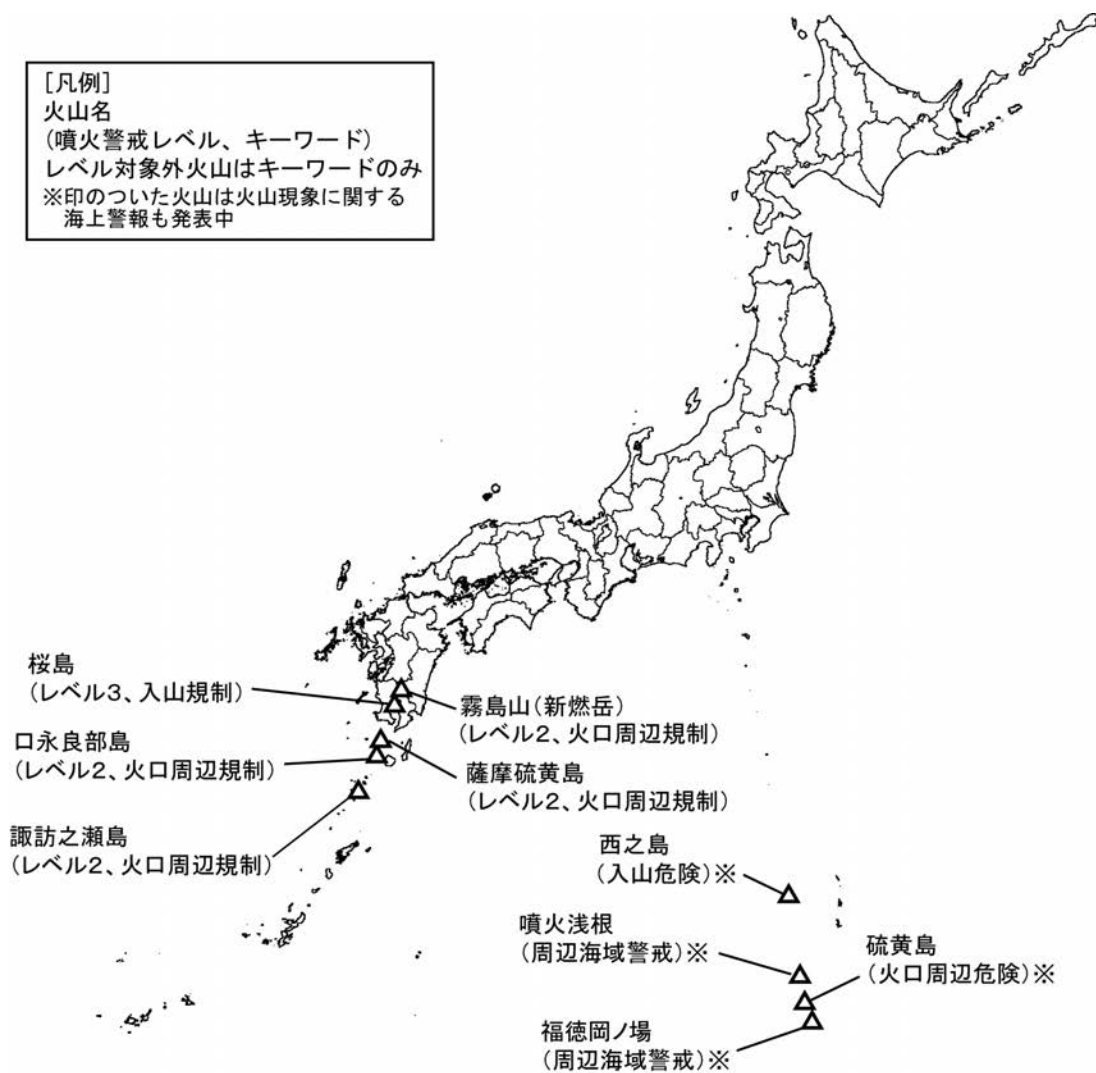 [凡例]
火山名
(噴火警戒レベル、キーワード)
レベル対象外火山はキーワードのみ
※印のついた火山は火山現象に関する
海上警報も発表中
桜島
(レベル3、入山規制)
霧島山(新燃岳)
(レベル2、火口周辺規制)
口永良部島
(レベル2、火口周辺規制)
薩摩硫黄島
(レベル2、火口周辺規制)
諏訪之瀬島
(レベル2、火口周辺規制)
西之島
(入山危険)※
噴火浅根
(周辺海域警戒)※
硫黄島
(火口周辺危険)※
福徳岡ノ場
(周辺海域警戒)※